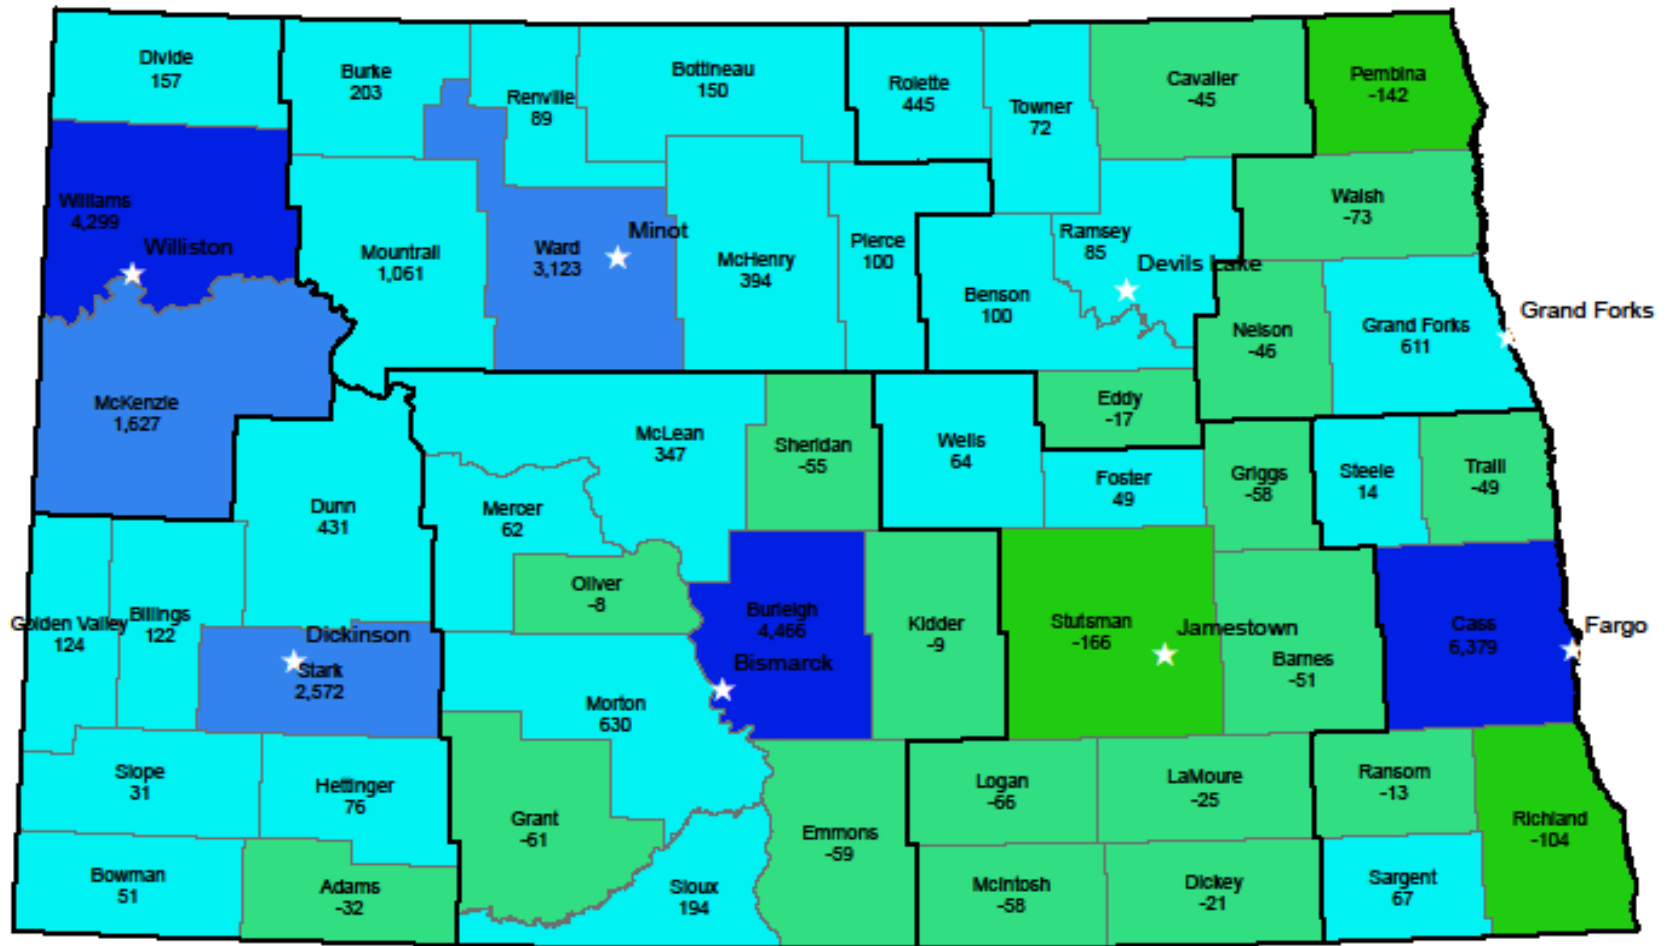 Divide
157
Burke
203
Renville
89
Bottineau
150
Rolette
445
Towner
72
Cavalier
-45
Pembina
-142
Williams
4,299
Williston
Mountrail
1,061
Ward
3,123
Minot
McHenry
394
Pierce
100
Benson
100
Ramsey
85
Devils Lake
Walsh
-73
Nelson
-46
Grand Forks
611
Grand Forks
McKenzie
1,627
Dunn
431
McLean
347
Mercer
62
Oliver
-8
Sheridan
-55
Wells
64
Eddy
-17
Foster
49
Griggs
-58
Steele
14
Traill
-49
Golden Valley
124
Billings
122
Dickinson
Stark
2,572
Morton
630
Burleigh
4,466
Bismarck
Kidder
-9
Stutsman
-166
Jamestown
Barnes
-51
Cass
6,379
Fargo
Slope
31
Hettinger
76
Grant
-61
Bowman
51
Adams
-32
Sioux
194
Emmons
-59
Logan
-66
LaMoure
-25
McIntosh
-58
Dickey
-21
Ransom
-13
Sargent
67
Richland
-104